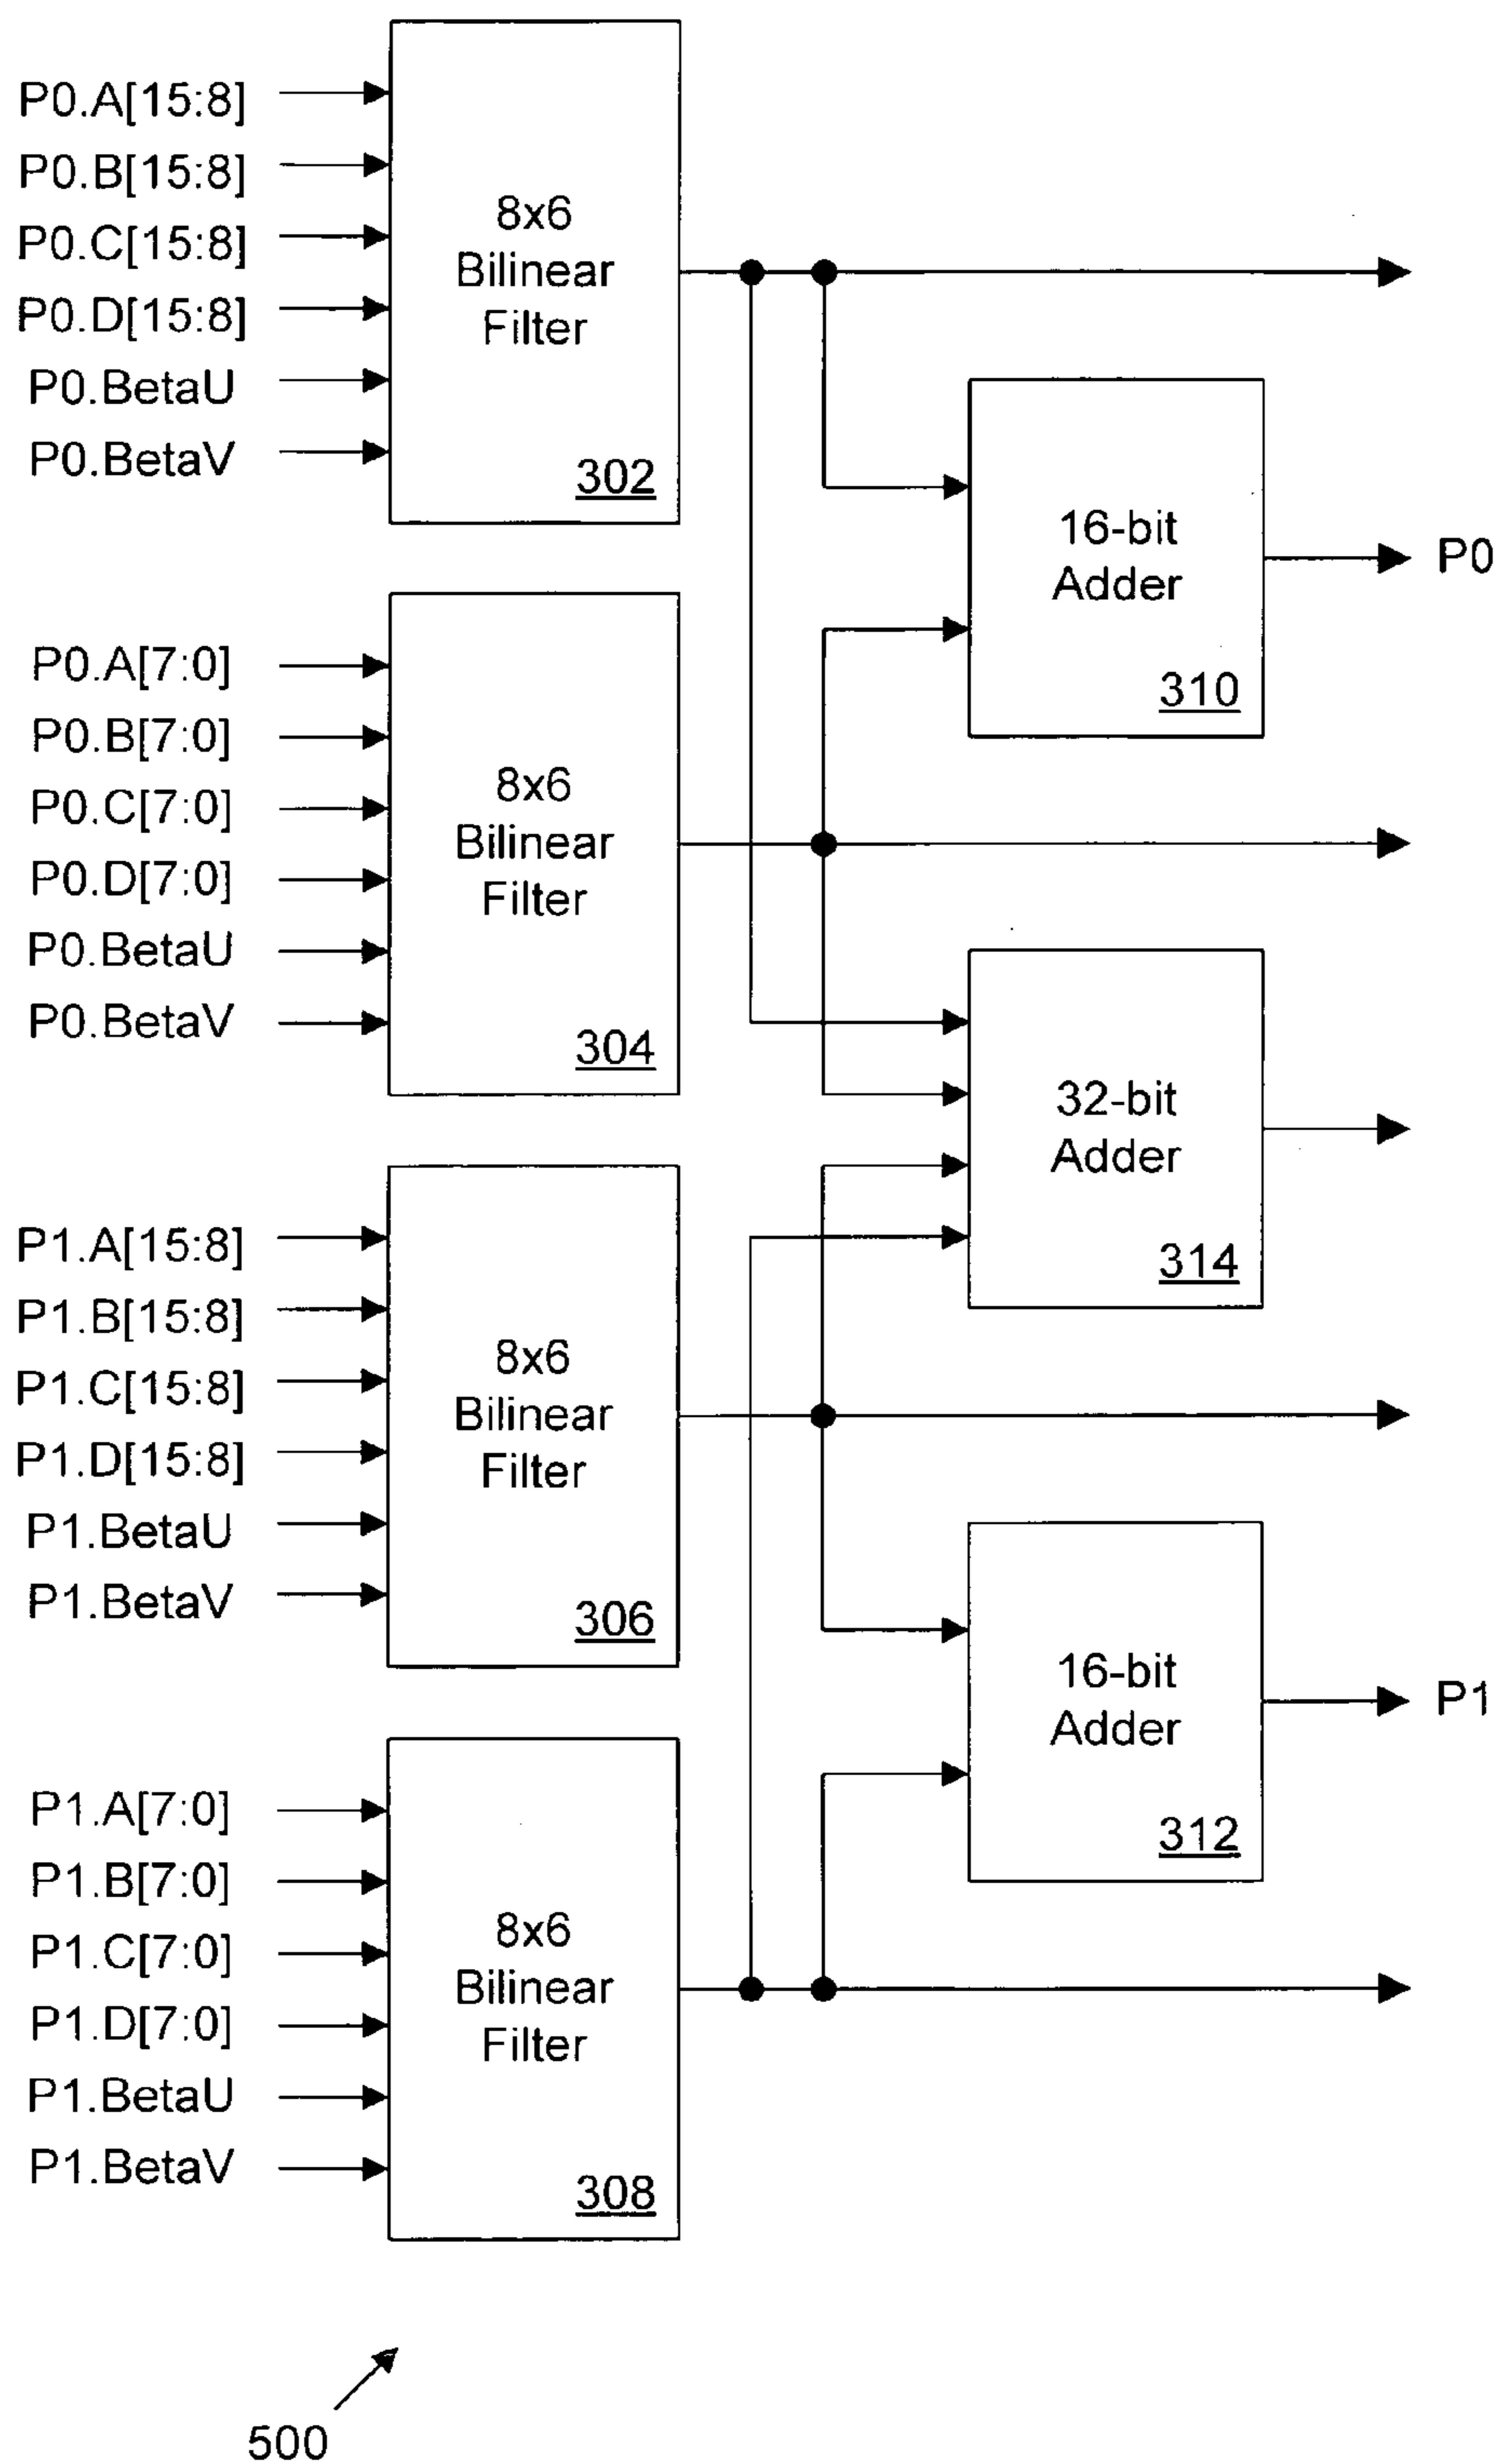 P0.A[15:8]
P0.B[15:8]
P0.C[15:8]
P0.D[15:8]
P0.BetaU
P0.BetaV
8x6
Bilinear
Filter
302
16-bit
Adder
310
P0
P0.A[7:0]
P0.B[7:0]
P0.C[7:0]
P0.D[7:0]
P0.BetaU
P0.BetaV
8x6
Bilinear
Filter
304
32-bit
Adder
314
P1.A[15:8]
P1.B[15:8]
P1.C[15:8]
P1.D[15:8]
P1.BetaU
P1.BetaV
8x6
Bilinear
Filter
306
16-bit
Adder
312
P1
P1.A[7:0]
P1.B[7:0]
P1.C[7:0]
P1.D[7:0]
P1.BetaU
P1.BetaV
8x6
Bilinear
Filter
308
500